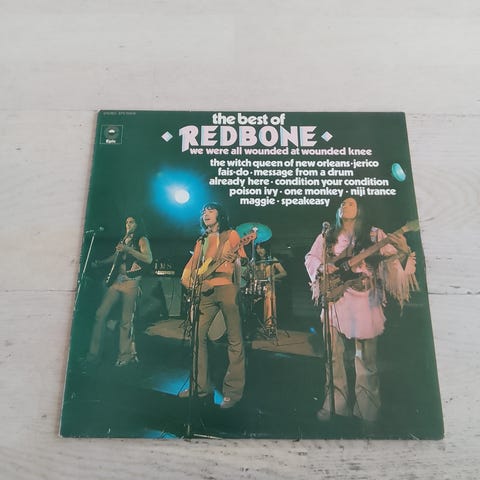 the best of
REDBONE
we were all wounded at wounded knee
the witch queen of new orleans · jerico
fais-do · message from a drum
already here · condition your condition
poison ivy · one monkey · niji trance
maggie · speakeasy
Epic